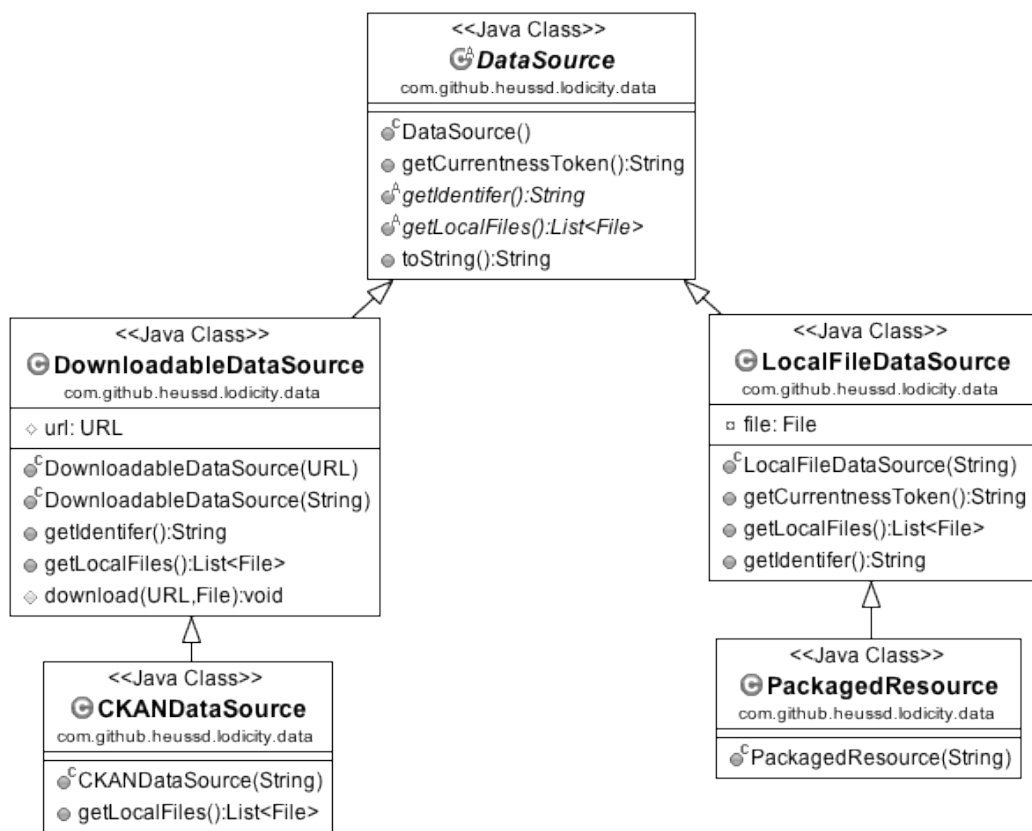 <<Java Class>>
DataSource
com.github.heussd.lodicity.data
DataSource()
getCurrentnessToken():String
getIdentifer():String
getLocalFiles():List<File>
toString():String
<<Java Class>>
DownloadableDataSource
com.github.heussd.lodicity.data
url: URL
DownloadableDataSource(URL)
DownloadableDataSource(String)
getIdentifer():String
getLocalFiles():List<File>
download(URL,File):void
<<Java Class>>
LocalFileDataSource
com.github.heussd.lodicity.data
file: File
LocalFileDataSource(String)
getCurrentnessToken():String
getLocalFiles():List<File>
getIdentifer():String
<<Java Class>>
CKANDataSource
com.github.heussd.lodicity.data
CKANDataSource(String)
getLocalFiles():List<File>
<<Java Class>>
PackagedResource
com.github.heussd.lodicity.data
PackagedResource(String)